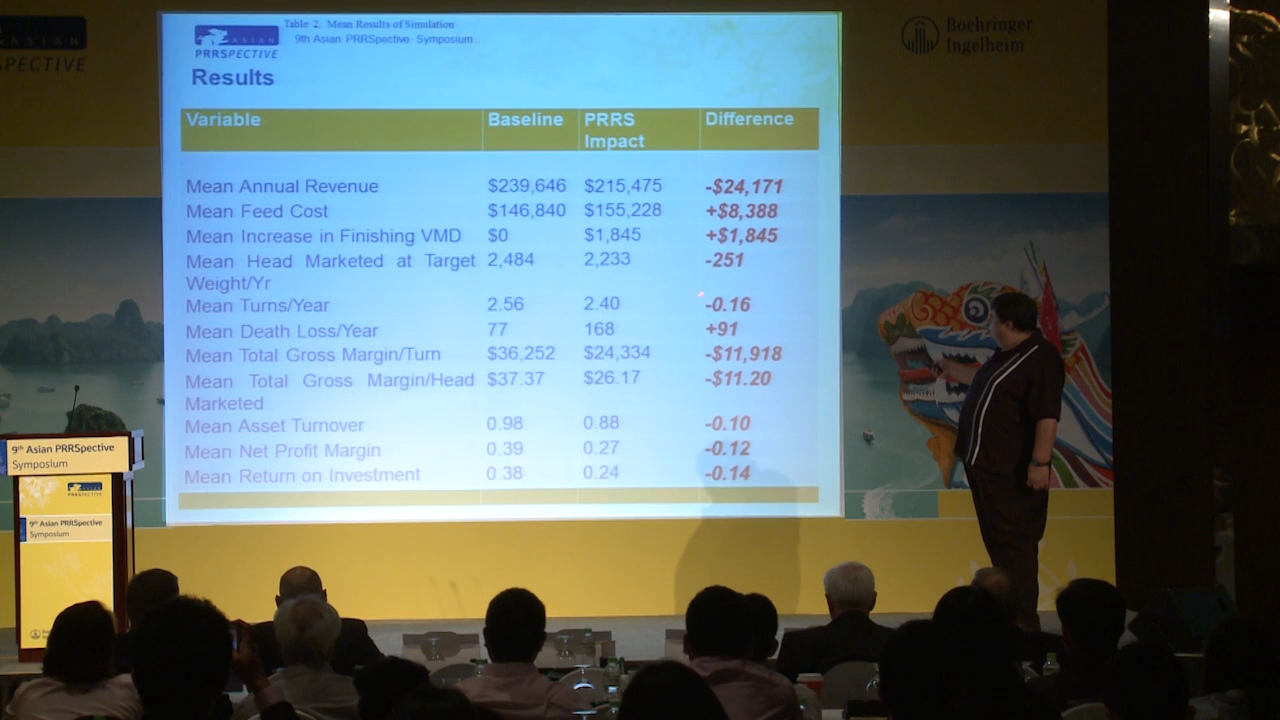 ASIAN
PECTIVE
Boehringer
Ingelheim
Table 2. Mean Results of Simulation
9th Asian PRRSpective Symposium
ASIAN
PRRSPECTIVE
Results
Variable Baseline PRRS Impact Difference
Mean Annual Revenue $239,646 $215,475 -$24,171
Mean Feed Cost $146,840 $155,228 +$8,388
Mean Increase in Finishing VMD $0 $1,845 +$1,845
Mean Head Marketed at Target 2,484 2,233 -251
Weight/Yr
Mean Turns/Year 2.56 2.40 -0.16
Mean Death Loss/Year 77 168 +91
Mean Total Gross Margin/Turn $36,252 $24,334 -$11,918
Mean Total Gross Margin/Head $37.37 $26.17 -$11.20
Marketed
Mean Asset Turnover 0.98 0.88 -0.10
Mean Net Profit Margin 0.39 0.27 -0.12
Mean Return on Investment 0.38 0.24 -0.14
9th Asian PRRSpective
Symposium
9th Asian PRRSpective
Symposium